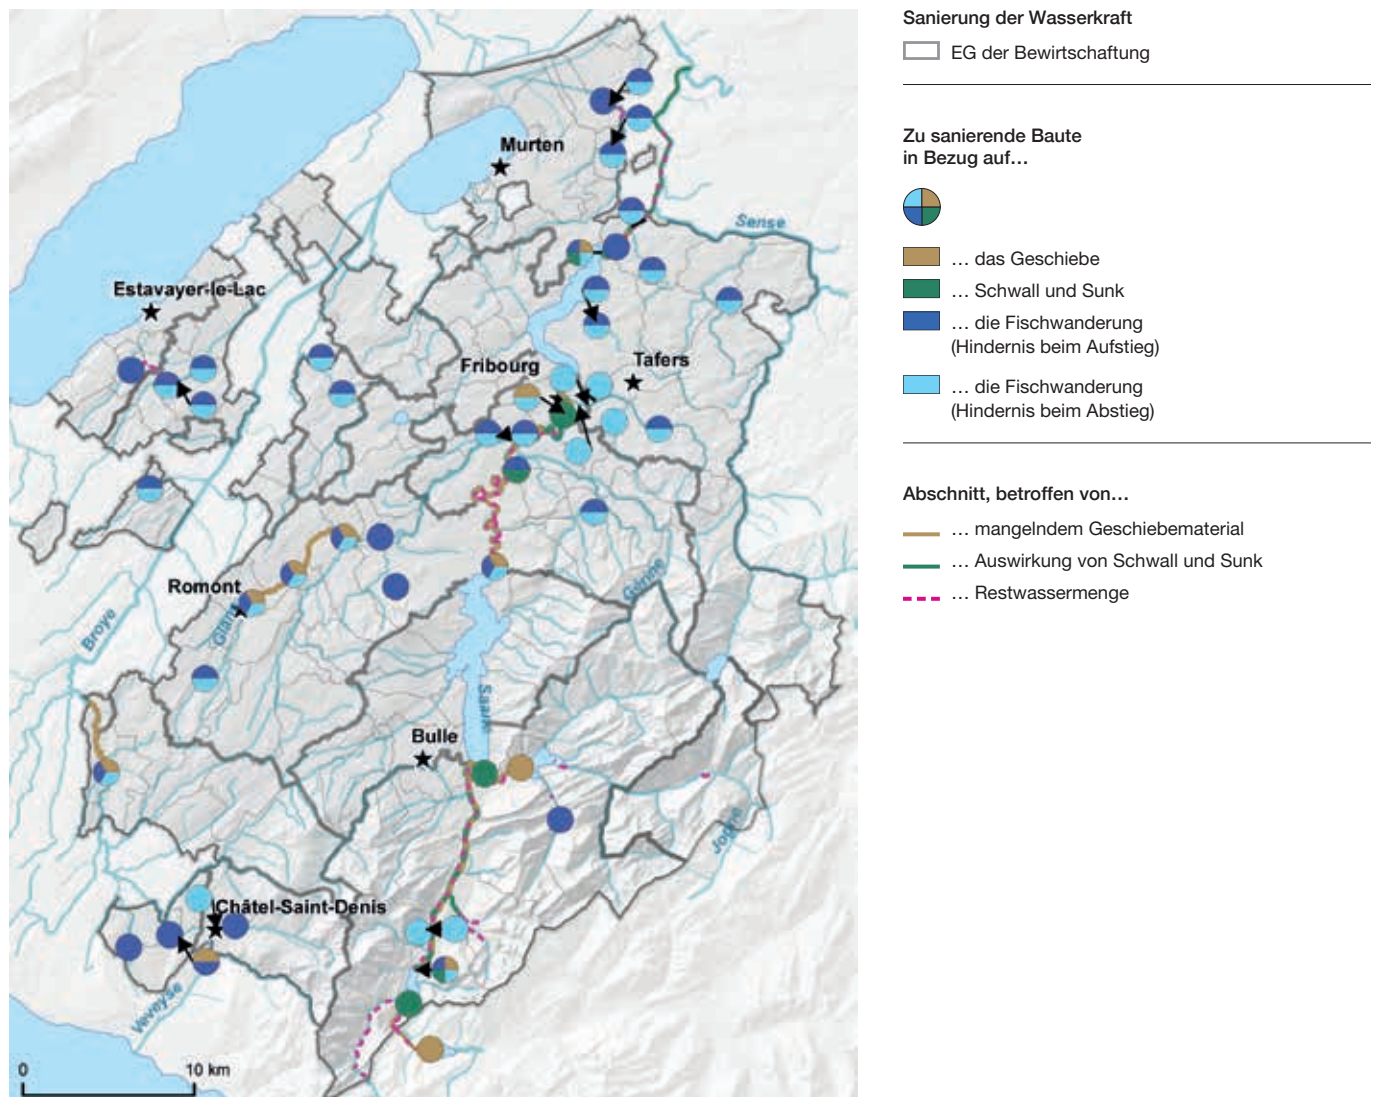 Murten
Sense
Estavayer-le-Lac
Fribourg
Tafers
Romont
Glâne
Broye
Gérine
Saane
Bulle
Jogne
Châtel-Saint-Denis
Veveyse
0
10 km
Sanierung der Wasserkraft
EG der Bewirtschaftung
Zu sanierende Baute
in Bezug auf…
… das Geschiebe
… Schwall und Sunk
… die Fischwanderung
(Hindernis beim Aufstieg)
… die Fischwanderung
(Hindernis beim Abstieg)
Abschnitt, betroffen von…
… mangelndem Geschiebematerial
… Auswirkung von Schwall und Sunk
… Restwassermenge